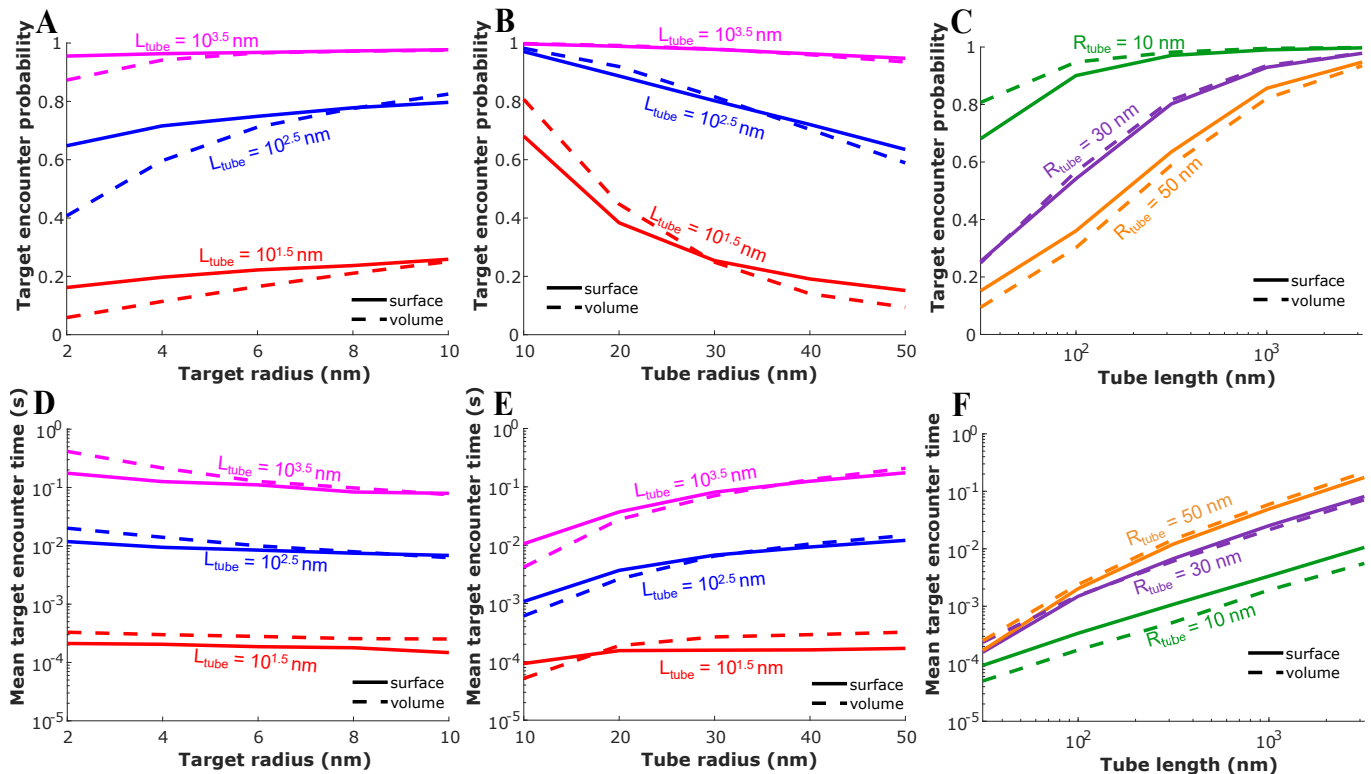 A
Target encounter probability
1
0.8
0.6
0.4
0.2
0
L_tube = 10^3.5 nm
L_tube = 10^2.5 nm
L_tube = 10^1.5 nm
surface
volume
2
4
6
8
10
Target radius (nm)
B
Target encounter probability
1
0.8
0.6
0.4
0.2
0
L_tube = 10^3.5 nm
L_tube = 10^2.5 nm
L_tube = 10^1.5 nm
surface
volume
10
20
30
40
50
Tube radius (nm)
C
Target encounter probability
1
0.8
0.6
0.4
0.2
0
R_tube = 10 nm
R_tube = 30 nm
R_tube = 50 nm
surface
volume
10^2
10^3
Tube length (nm)
D
Mean target encounter time (s)
10^0
10^-1
10^-2
10^-3
10^-4
10^-5
L_tube = 10^3.5 nm
L_tube = 10^2.5 nm
L_tube = 10^1.5 nm
surface
volume
2
4
6
8
10
Target radius (nm)
E
Mean target encounter time (s)
10^0
10^-1
10^-2
10^-3
10^-4
10^-5
L_tube = 10^3.5 nm
L_tube = 10^2.5 nm
L_tube = 10^1.5 nm
surface
volume
10
20
30
40
50
Tube radius (nm)
F
Mean target encounter time (s)
10^0
10^-1
10^-2
10^-3
10^-4
10^-5
R_tube = 50 nm
R_tube = 30 nm
R_tube = 10 nm
surface
volume
10^2
10^3
Tube length (nm)